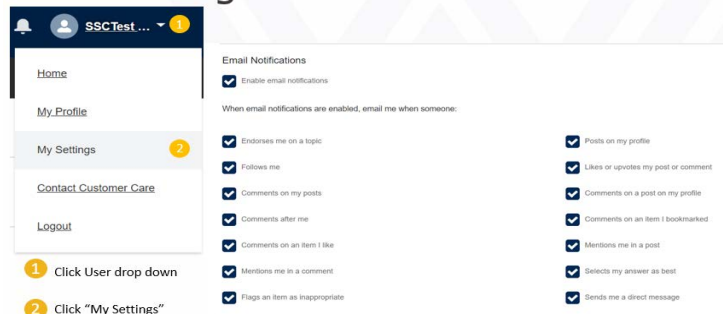 SSCTest ... 1
Home
My Profile
My Settings 2
Contact Customer Care
Logout
1 Click User drop down
2 Click “My Settings”
Email Notifications
Enable email notifications
When email notifications are enabled, email me when someone:
Endorses me on a topic
Follows me
Comments on my posts
Comments after me
Comments on an item I like
Mentions me in a comment
Flags an item as inappropriate
Posts on my profile
Likes or upvotes my post or comment
Comments on a post on my profile
Comments on an item I bookmarked
Mentions me in a post
Selects my answer as best
Sends me a direct message